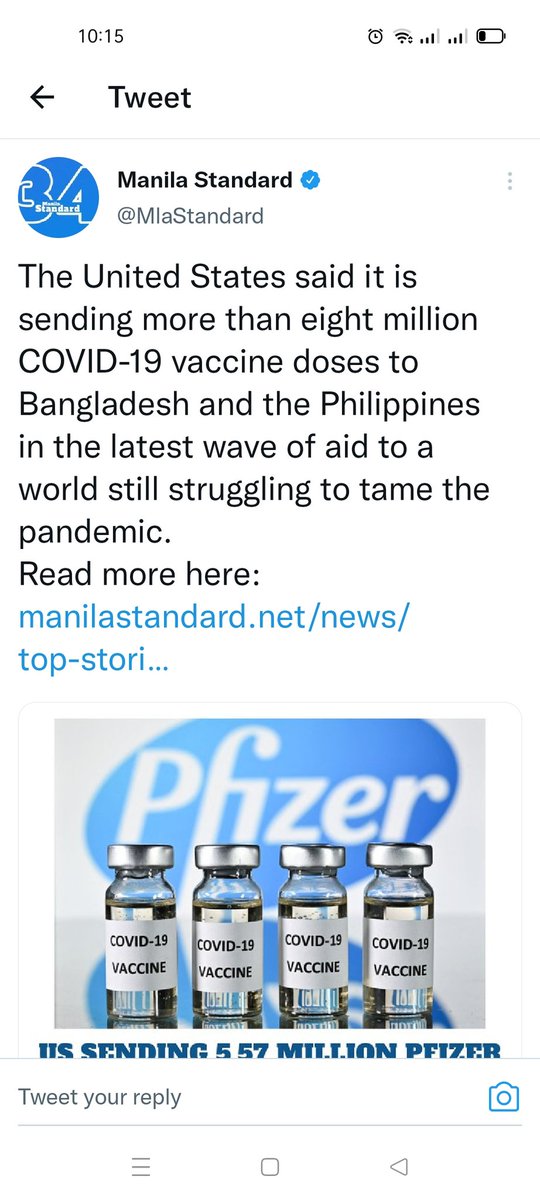 10:15
Tweet
34
Manila
Standard
Manila Standard
@MlaStandard
The United States said it is
sending more than eight million
COVID-19 vaccine doses to
Bangladesh and the Philippines
in the latest wave of aid to a
world still struggling to tame the
pandemic.
Read more here:
manilastandard.net/news/
top-stori...
Pfizer
COVID-19
VACCINE
COVID-19
VACCINE
COVID-19
VACCINE
COVID-19
VACCINE
US SENDING 5.57 MILLION PFIZER
Tweet your reply